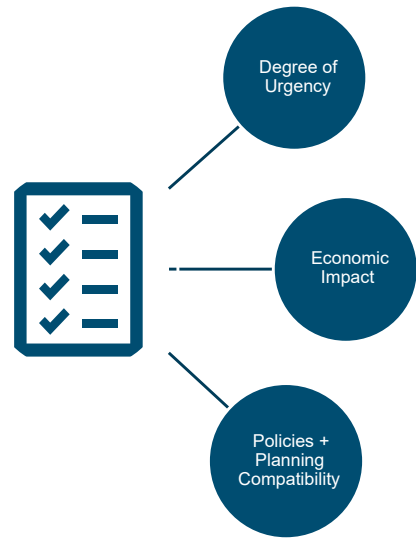 Degree of
Urgency
Economic
Impact
Policies +
Planning
Compatibility